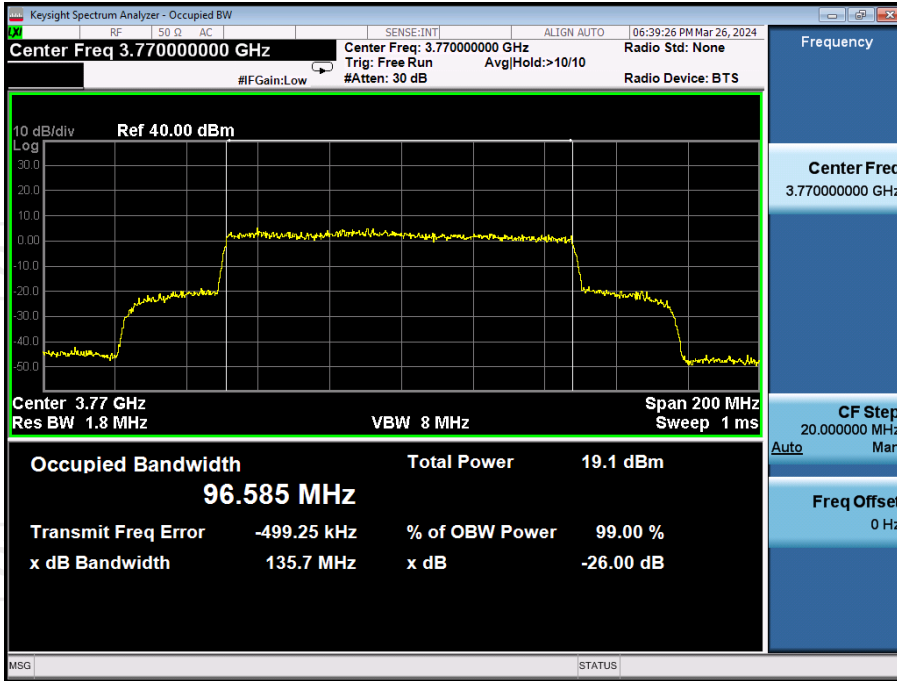 Keysight Spectrum Analyzer - Occupied BW
LXI RF 50 Ω AC SENSE:INT ALIGN AUTO 06:39:26 PM Mar 26, 2024
Center Freq 3.770000000 GHz
Center Freq: 3.770000000 GHz
Radio Std: None
Trig: Free Run Avg|Hold:>10/10
#IFGain:Low
#Atten: 30 dB
Radio Device: BTS
10 dB/div Ref 40.00 dBm
Log
30.0
20.0
10.0
0.00
-10.0
-20.0
-30.0
-40.0
-50.0
Center 3.77 GHz
Span 200 MHz
Res BW 1.8 MHz
VBW 8 MHz
Sweep 1 ms
Occupied Bandwidth
96.585 MHz
Total Power 19.1 dBm
Transmit Freq Error -499.25 kHz
% of OBW Power 99.00 %
x dB Bandwidth 135.7 MHz
x dB -26.00 dB
MSG
STATUS
Frequency
Center Freq
3.770000000 GHz
CF Step
20.000000 MHz
Auto Man
Freq Offset
0 Hz